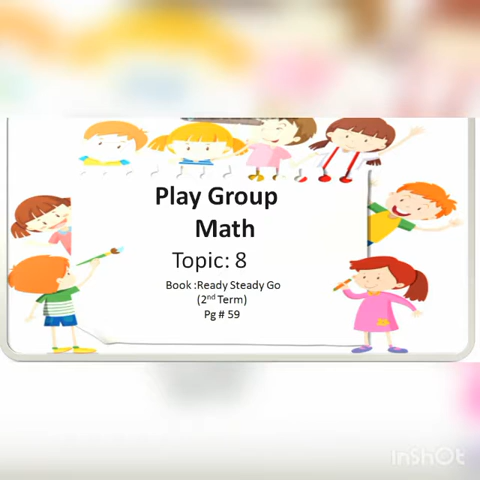 Play Group
Math
Topic: 8
Book :Ready Steady Go
(2nd Term)
Pg # 59
InShOt